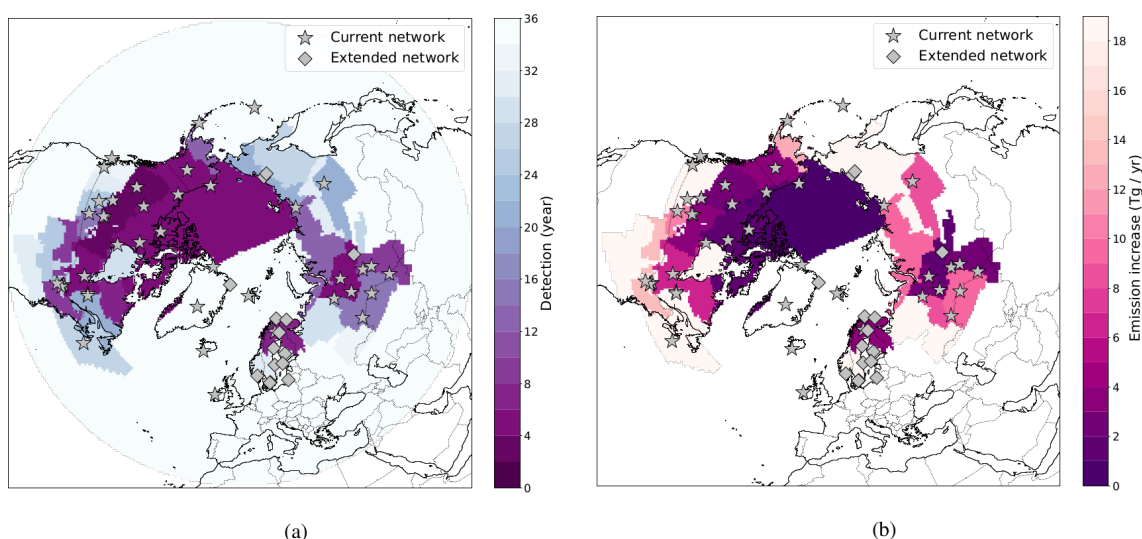 Current network
Extended network
36
32
28
24
20
16
12
8
4
0
Detection (year)
(a)
Current network
Extended network
18
16
14
12
10
8
6
4
2
0
Emission increase (Tg / yr)
(b)